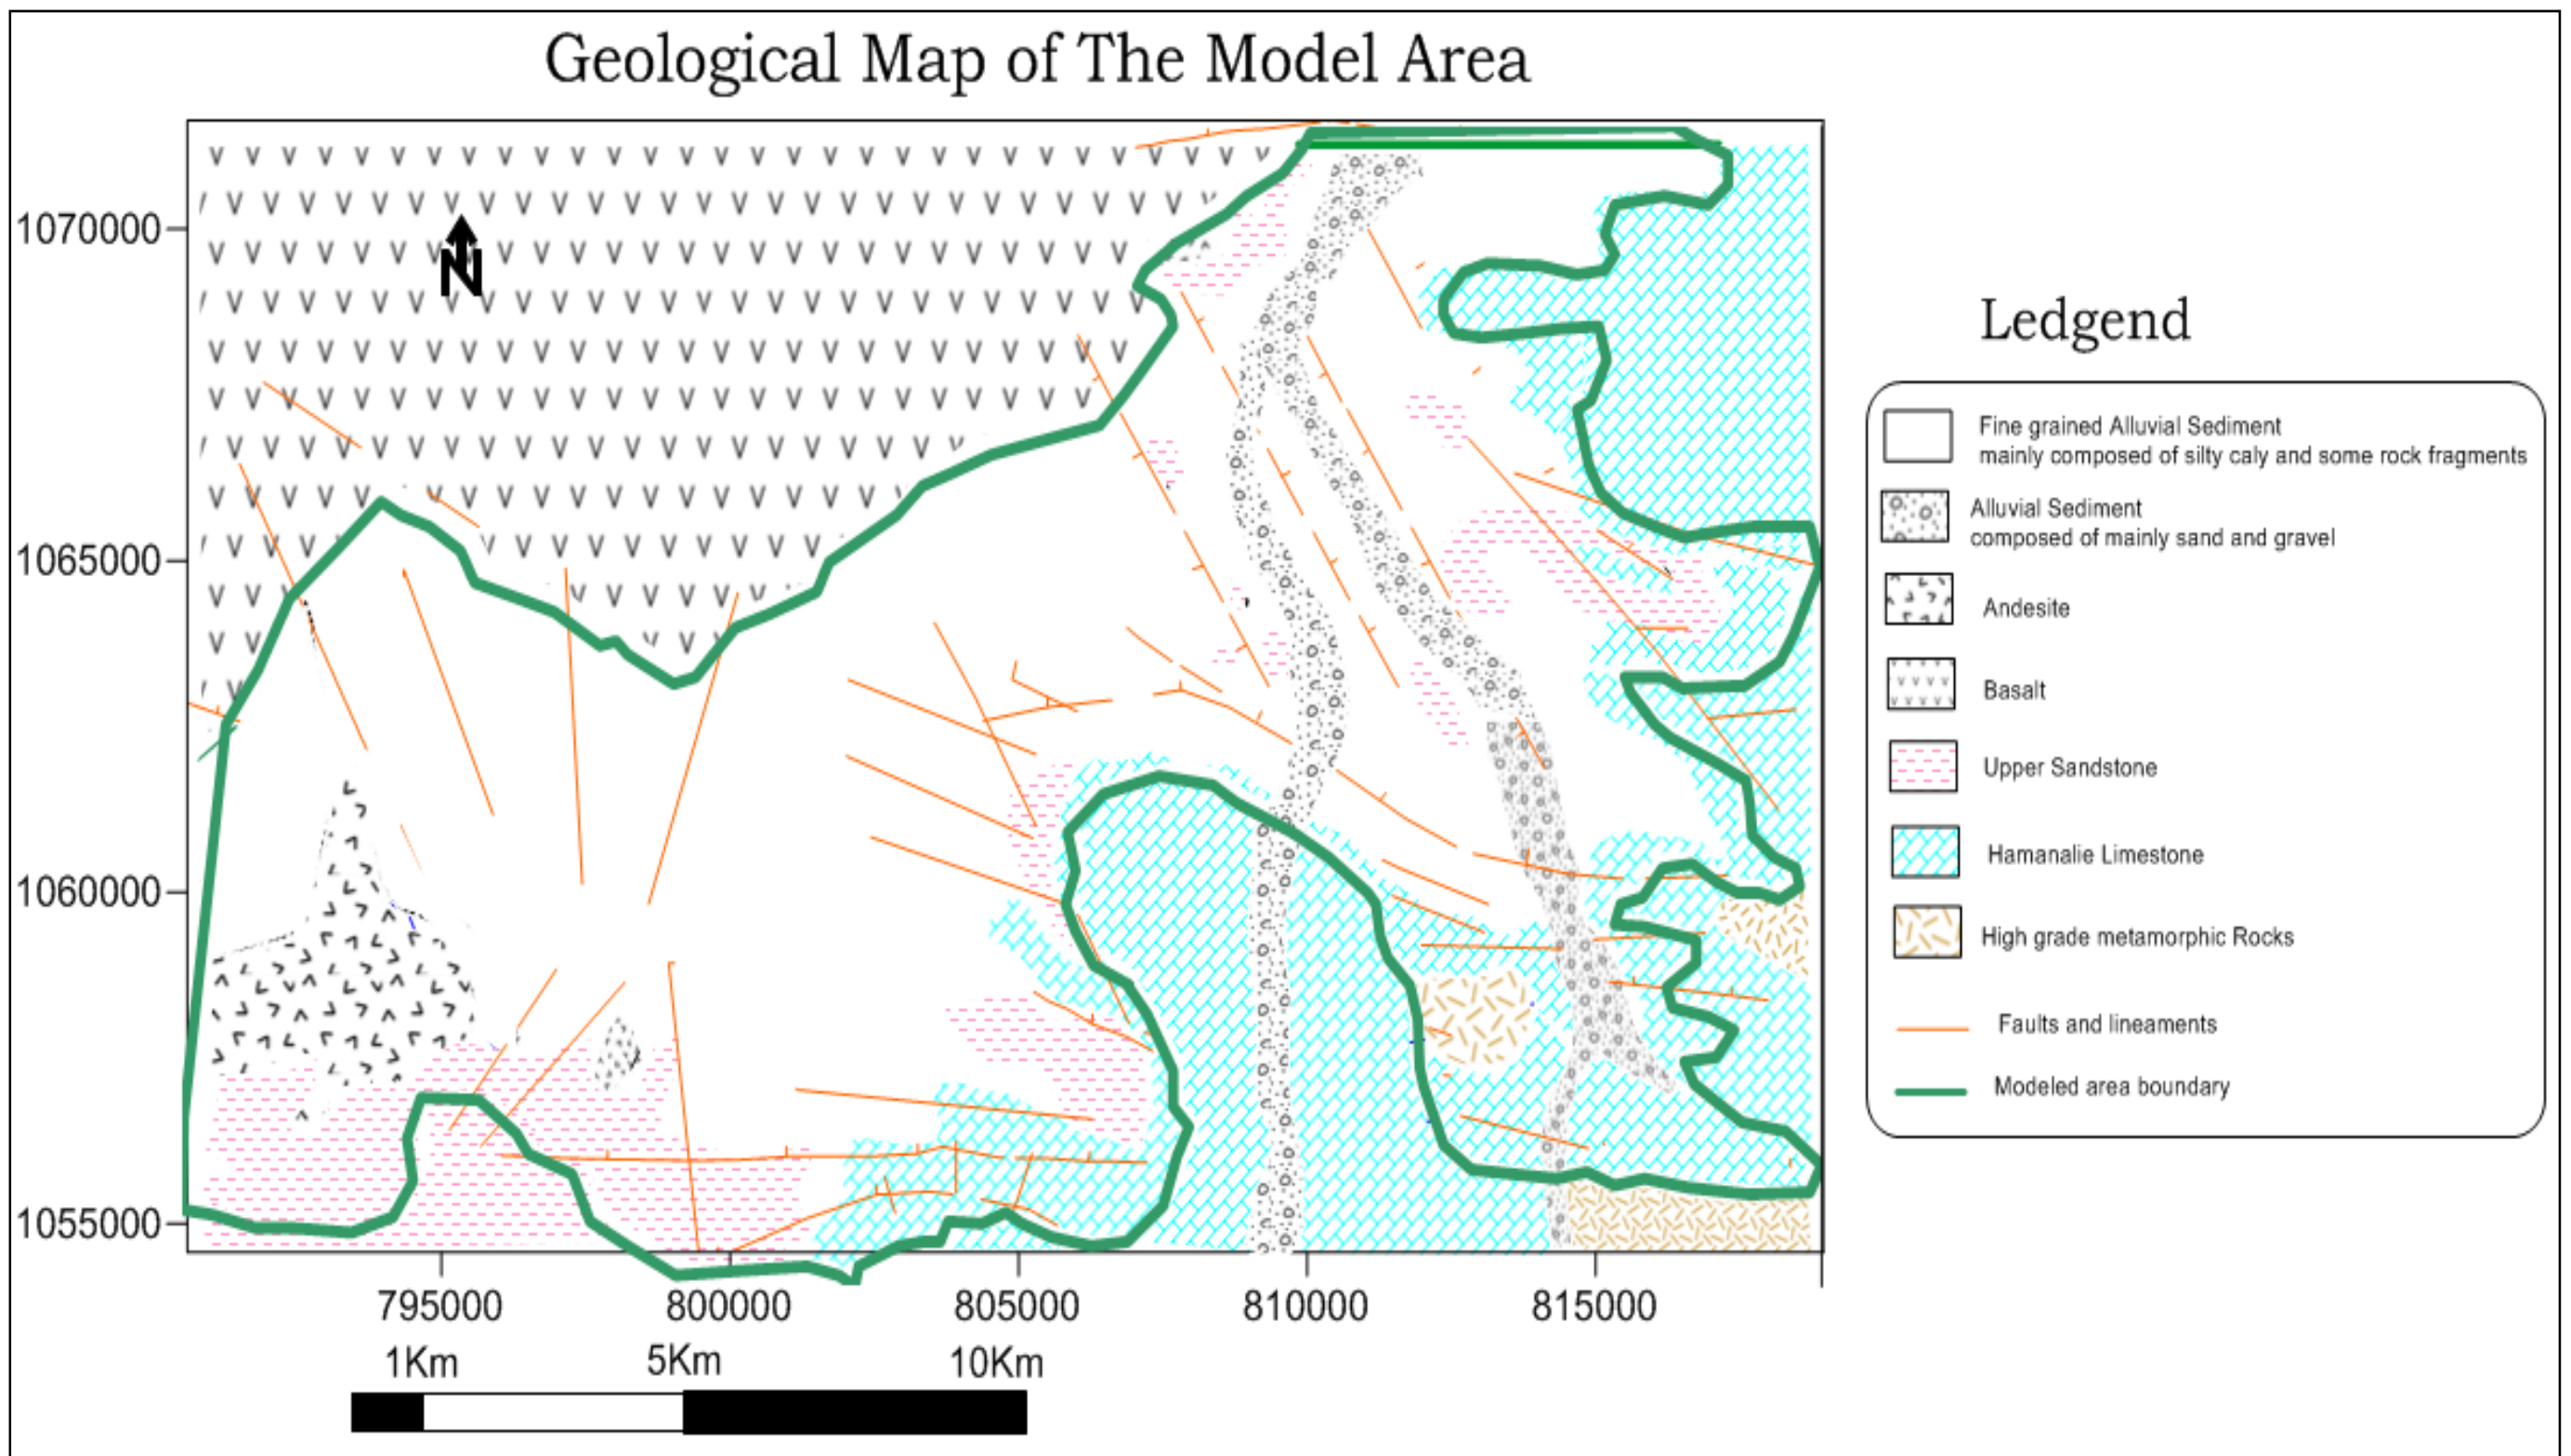 Geological Map of The Model Area
1070000
1065000
1060000
1055000
N
795000
800000
805000
810000
815000
1Km
5Km
10Km
Ledgend
Fine grained Alluvial Sediment
mainly composed of silty caly and some rock fragments
Alluvial Sediment
composed of mainly sand and gravel
Andesite
Basalt
Upper Sandstone
Hamanalie Limestone
High grade metamorphic Rocks
Faults and lineaments
Modeled area boundary